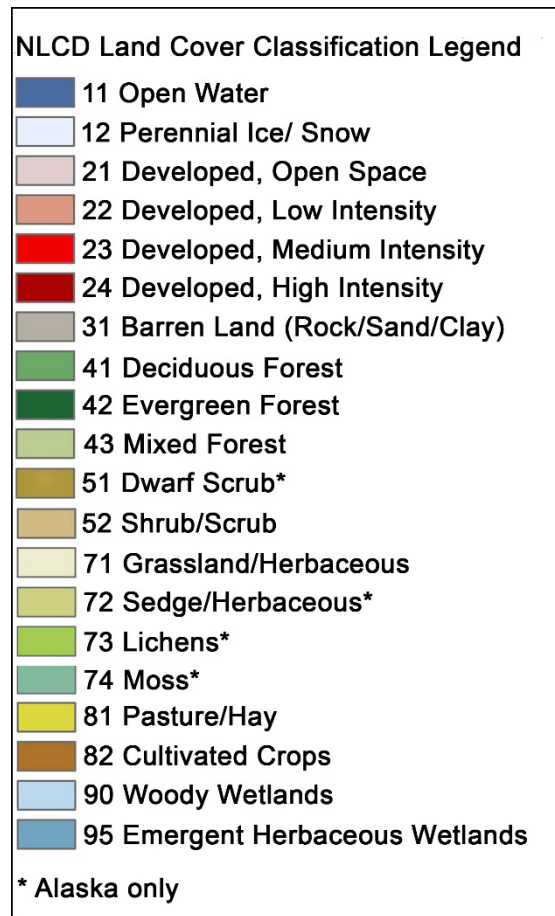 NLCD Land Cover Classification Legend
11 Open Water
12 Perennial Ice/ Snow
21 Developed, Open Space
22 Developed, Low Intensity
23 Developed, Medium Intensity
24 Developed, High Intensity
31 Barren Land (Rock/Sand/Clay)
41 Deciduous Forest
42 Evergreen Forest
43 Mixed Forest
51 Dwarf Scrub*
52 Shrub/Scrub
71 Grassland/Herbaceous
72 Sedge/Herbaceous*
73 Lichens*
74 Moss*
81 Pasture/Hay
82 Cultivated Crops
90 Woody Wetlands
95 Emergent Herbaceous Wetlands
* Alaska only